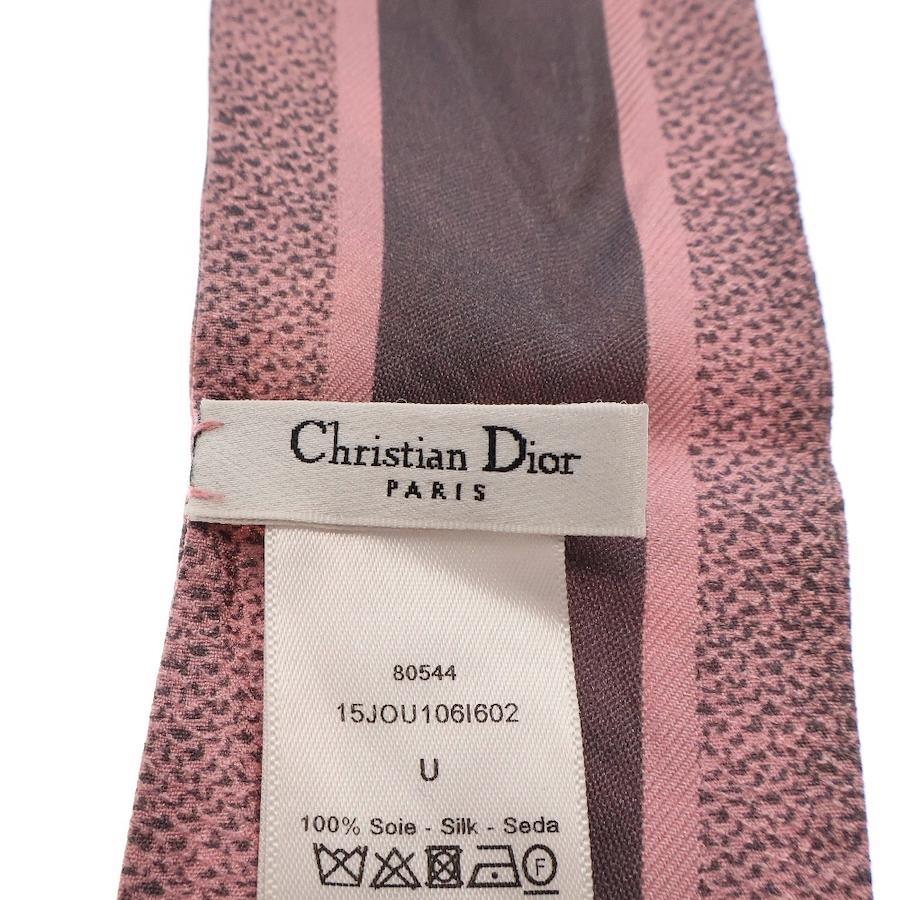 Christian Dior
PARIS
80544
15JOU106I602
U
100% Soie - Silk - Seda
F